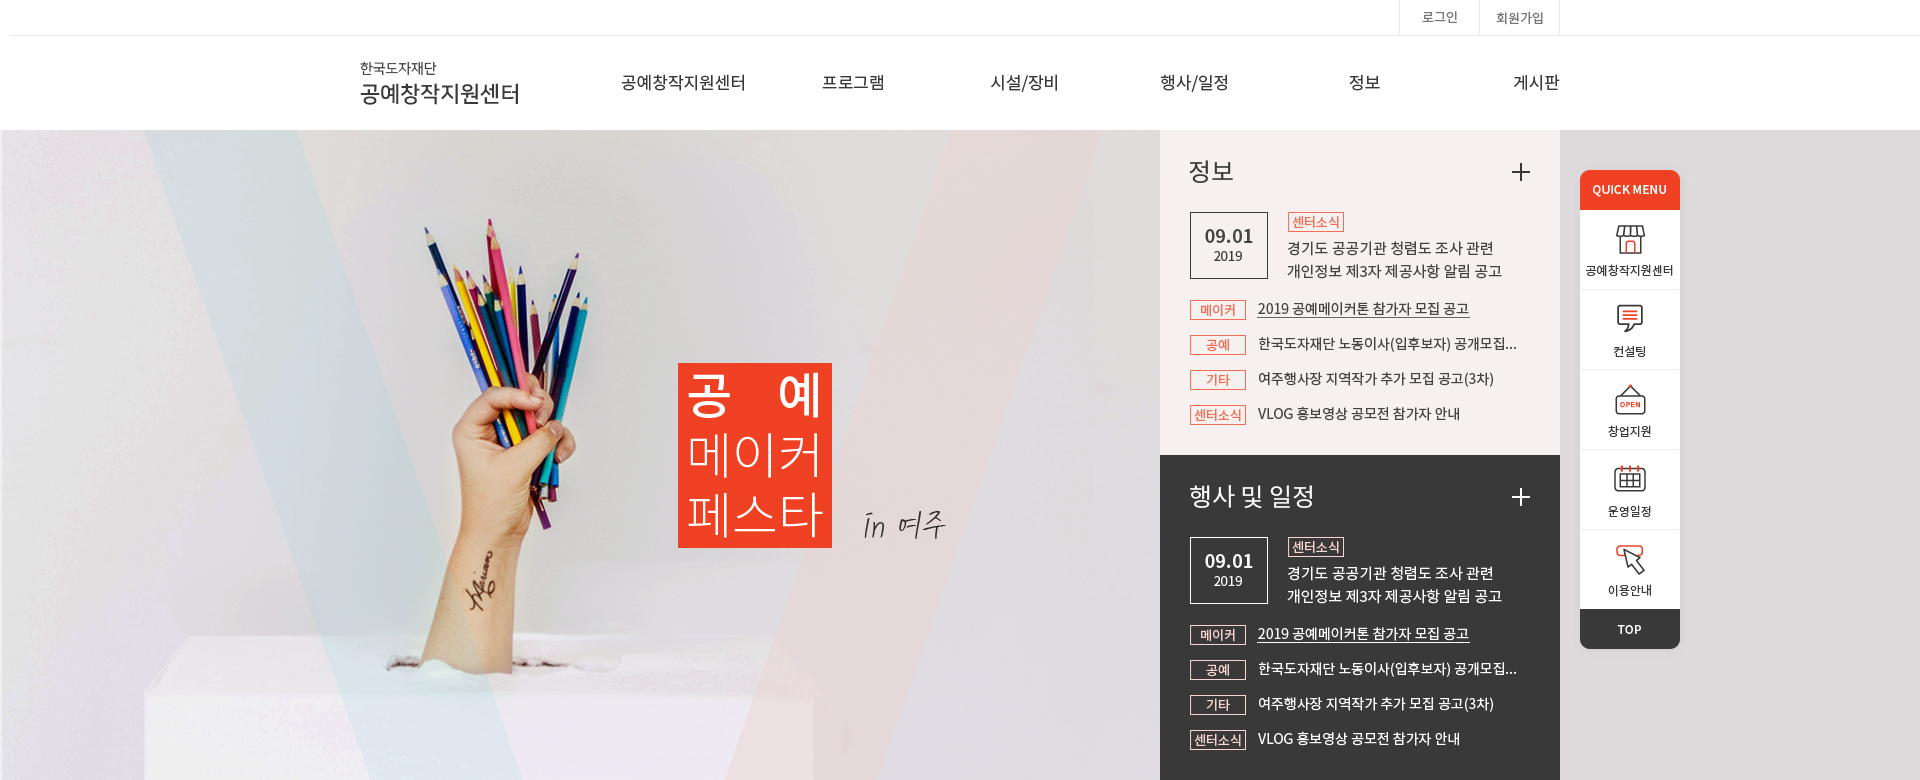 로그인
회원가입
한국도자재단
공예창작지원센터
공예창작지원센터
프로그램
시설/장비
행사/일정
정보
게시판
공 예
메이커
페스타
in 여주
Mariam
정보
09.01
2019
센터소식
경기도 공공기관 청렴도 조사 관련
개인정보 제3자 제공사항 알림 공고
메이커 2019 공예메이커톤 참가자 모집 공고
공예 한국도자재단 노동이사(입후보자) 공개모집...
기타 여주행사장 지역작가 추가 모집 공고(3차)
센터소식 VLOG 홍보영상 공모전 참가자 안내
행사 및 일정
09.01
2019
센터소식
경기도 공공기관 청렴도 조사 관련
개인정보 제3자 제공사항 알림 공고
메이커 2019 공예메이커톤 참가자 모집 공고
공예 한국도자재단 노동이사(입후보자) 공개모집...
기타 여주행사장 지역작가 추가 모집 공고(3차)
센터소식 VLOG 홍보영상 공모전 참가자 안내
QUICK MENU
공예창작지원센터
컨설팅
OPEN
창업지원
운영일정
이용안내
TOP